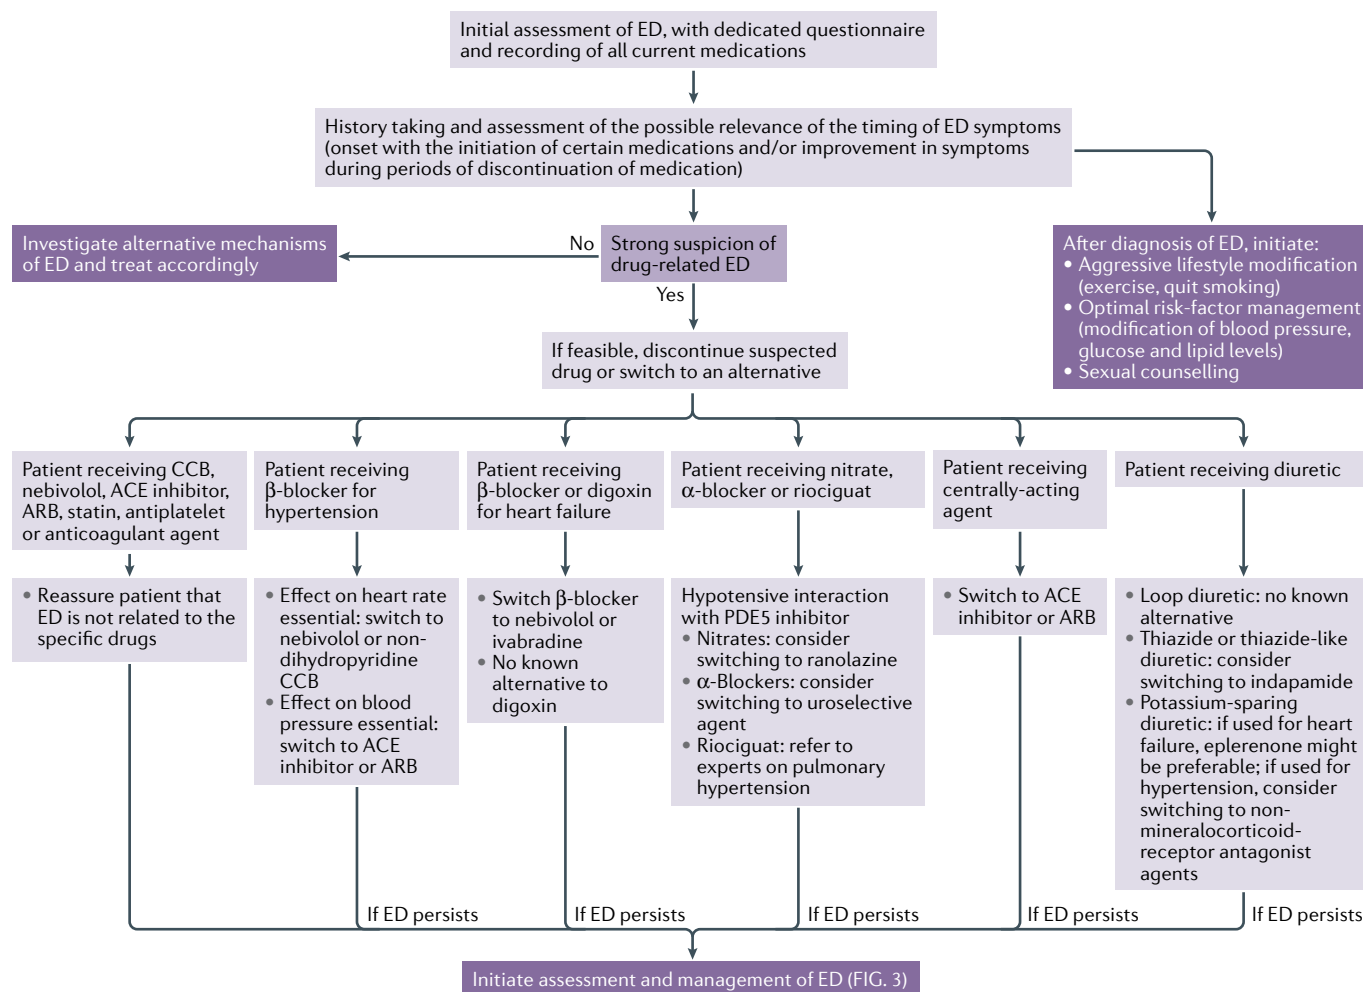 Initial assessment of ED, with dedicated questionnaire
and recording of all current medications
History taking and assessment of the possible relevance of the timing of ED symptoms
(onset with the initiation of certain medications and/or improvement in symptoms
during periods of discontinuation of medication)
Investigate alternative mechanisms
of ED and treat accordingly
No
Strong suspicion of
drug-related ED
Yes
After diagnosis of ED, initiate:
• Aggressive lifestyle modification
(exercise, quit smoking)
• Optimal risk-factor management
(modification of blood pressure,
glucose and lipid levels)
• Sexual counselling
If feasible, discontinue suspected
drug or switch to an alternative
Patient receiving CCB,
nebivolol, ACE inhibitor,
ARB, statin, antiplatelet
or anticoagulant agent
Patient receiving
β-blocker for
hypertension
Patient receiving
β-blocker or digoxin
for heart failure
Patient receiving nitrate,
α-blocker or riociguat
Patient receiving
centrally-acting
agent
Patient receiving diuretic
• Reassure patient that
ED is not related to the
specific drugs
• Effect on heart rate
essential: switch to
nebivolol or non-
dihydropyridine
CCB
• Effect on blood
pressure essential:
switch to ACE
inhibitor or ARB
• Switch β-blocker
to nebivolol or
ivabradine
• No known
alternative to
digoxin
Hypotensive interaction
with PDE5 inhibitor
• Nitrates: consider
switching to ranolazine
• α-Blockers: consider
switching to uroselective
agent
• Riociguat: refer to
experts on pulmonary
hypertension
• Switch to ACE
inhibitor or ARB
• Loop diuretic: no known
alternative
• Thiazide or thiazide-like
diuretic: consider
switching to indapamide
• Potassium-sparing
diuretic: if used for heart
failure, eplerenone might
be preferable; if used for
hypertension, consider
switching to non-
mineralocorticoid-
receptor antagonist
agents
If ED persists
If ED persists
If ED persists
If ED persists
If ED persists
Initiate assessment and management of ED (FIG. 3)